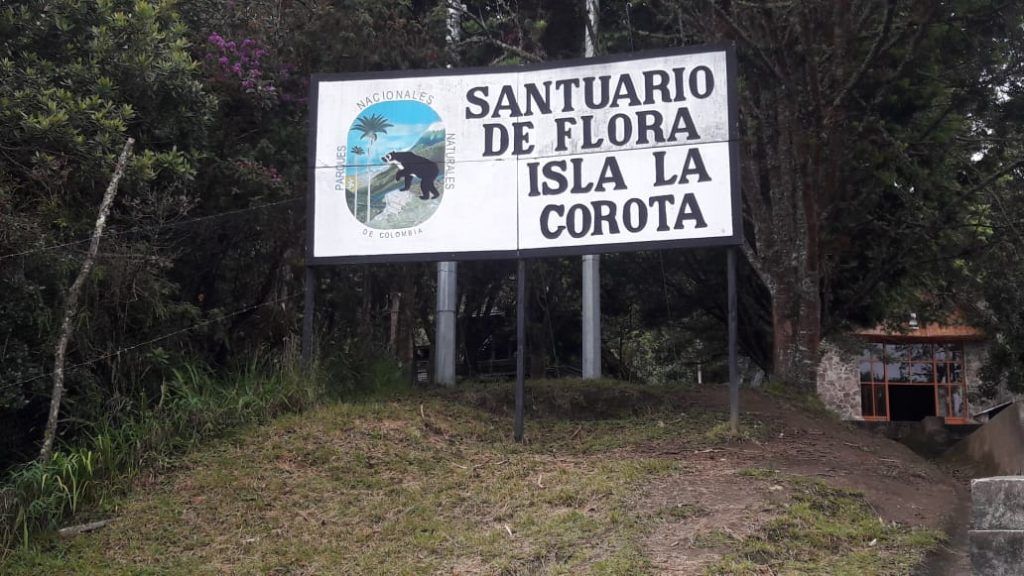 PARQUES NACIONALES NATURALES
DE COLOMBIA
SANTUARIO
DE FLORA
ISLA LA
COROTA